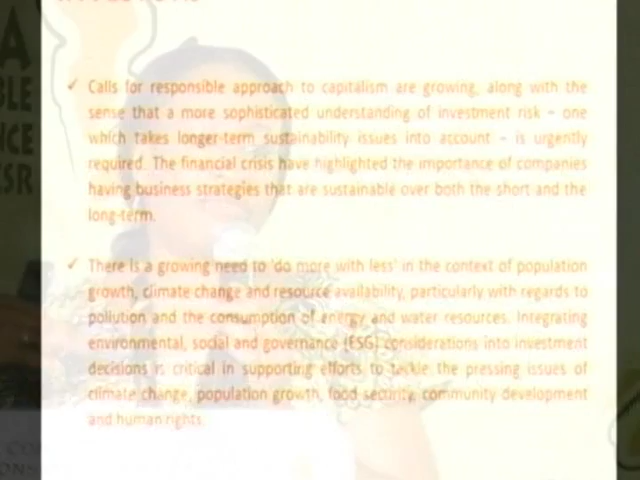 ✓ Calls for responsible approach to capitalism are growing, along with the
sense that a more sophisticated understanding of investment risk – one
which takes longer-term sustainability issues into account – is urgently
required. The financial crisis have highlighted the importance of companies
having business strategies that are sustainable over both the short and the
long-term.
✓ There is a growing need to 'do more with less' in the context of population
growth, climate change and resource availability, particularly with regards to
pollution and the consumption of energy and water resources. Integrating
environmental, social and governance (ESG) considerations into investment
decisions is critical in supporting efforts to tackle the pressing issues of
climate change, population growth, food security, community development
and human rights.
A
BLE
NCE
CSR